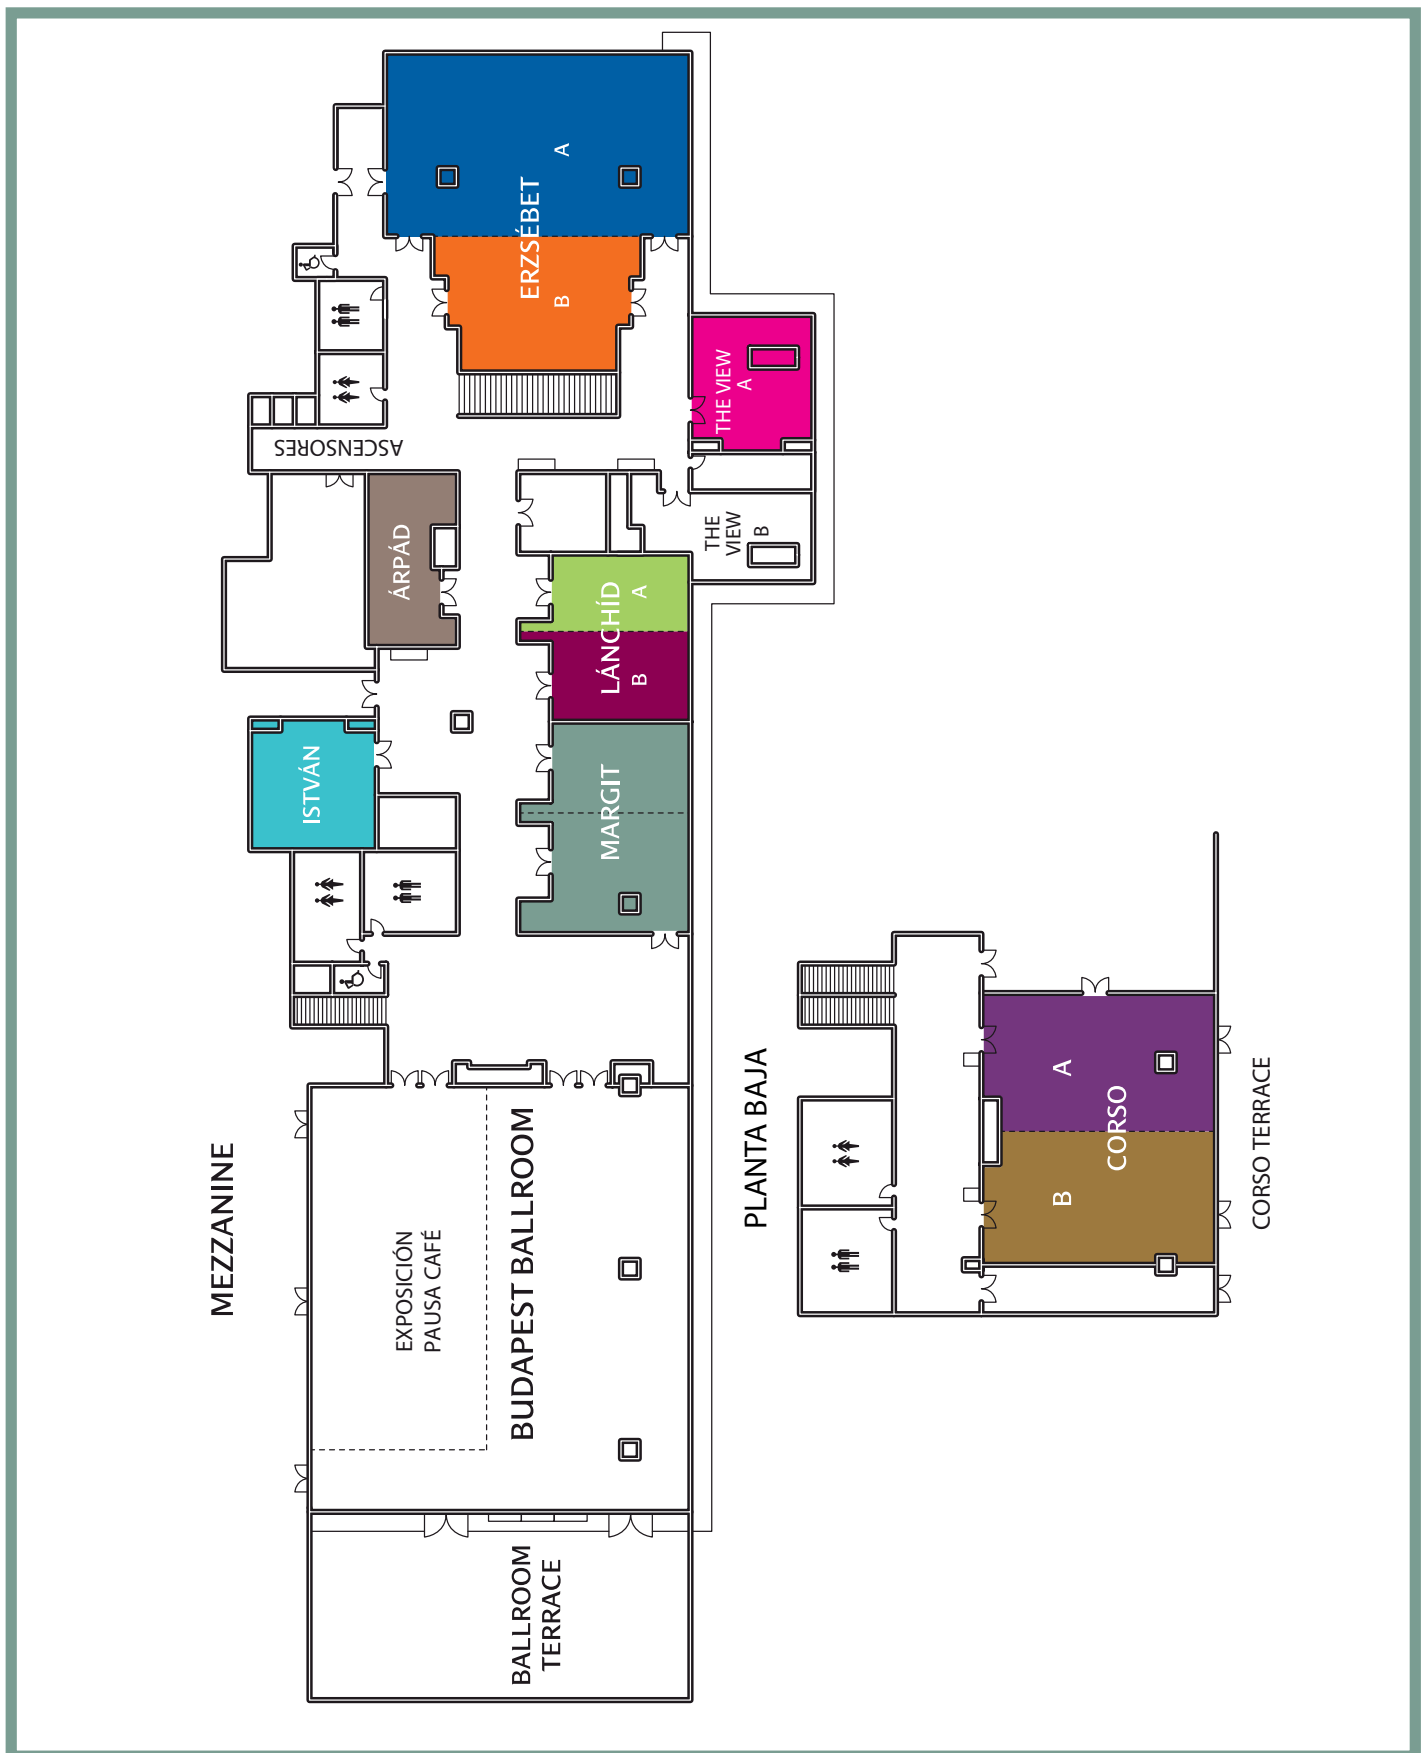 MEZZANINE
A
ERZSÉBET
B
THE VIEW
A
ASCENSORES
THE
VIEW
B
ÁRPÁD
LÁNCHÍD
A
B
ISTVÁN
MARGIT
EXPOSICIÓN
PAUSA CAFÉ
BUDAPEST BALLROOM
BALLROOM
TERRACE
PLANTA BAJA
A
CORSO
B
CORSO TERRACE